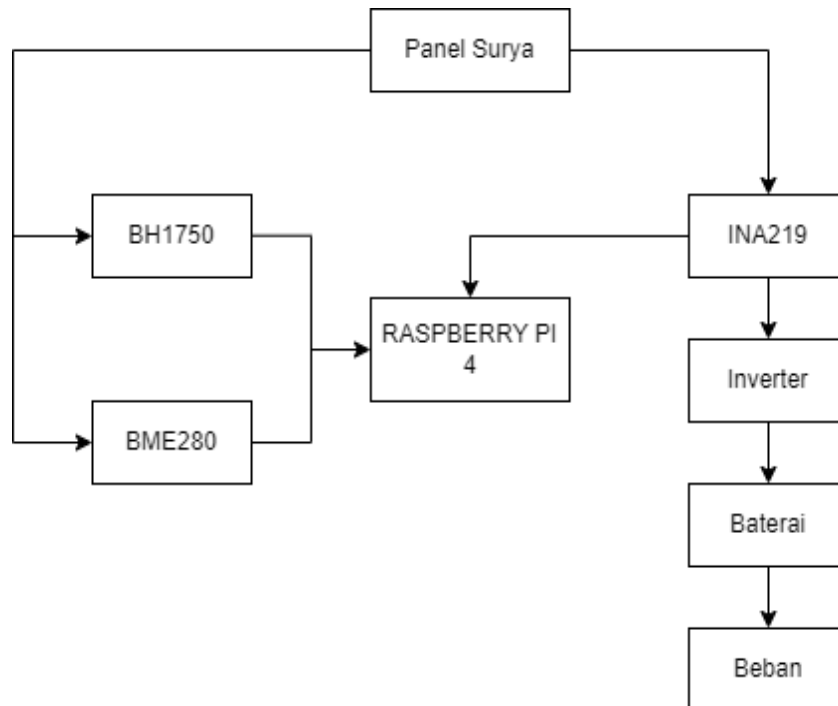 Panel Surya
BH1750
INA219
RASPBERRY PI
4
Inverter
BME280
Baterai
Beban